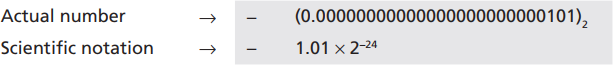 Actual number → – (0.00000000000000000000000101)₂
Scientific notation → – 1.01 × 2⁻²⁴